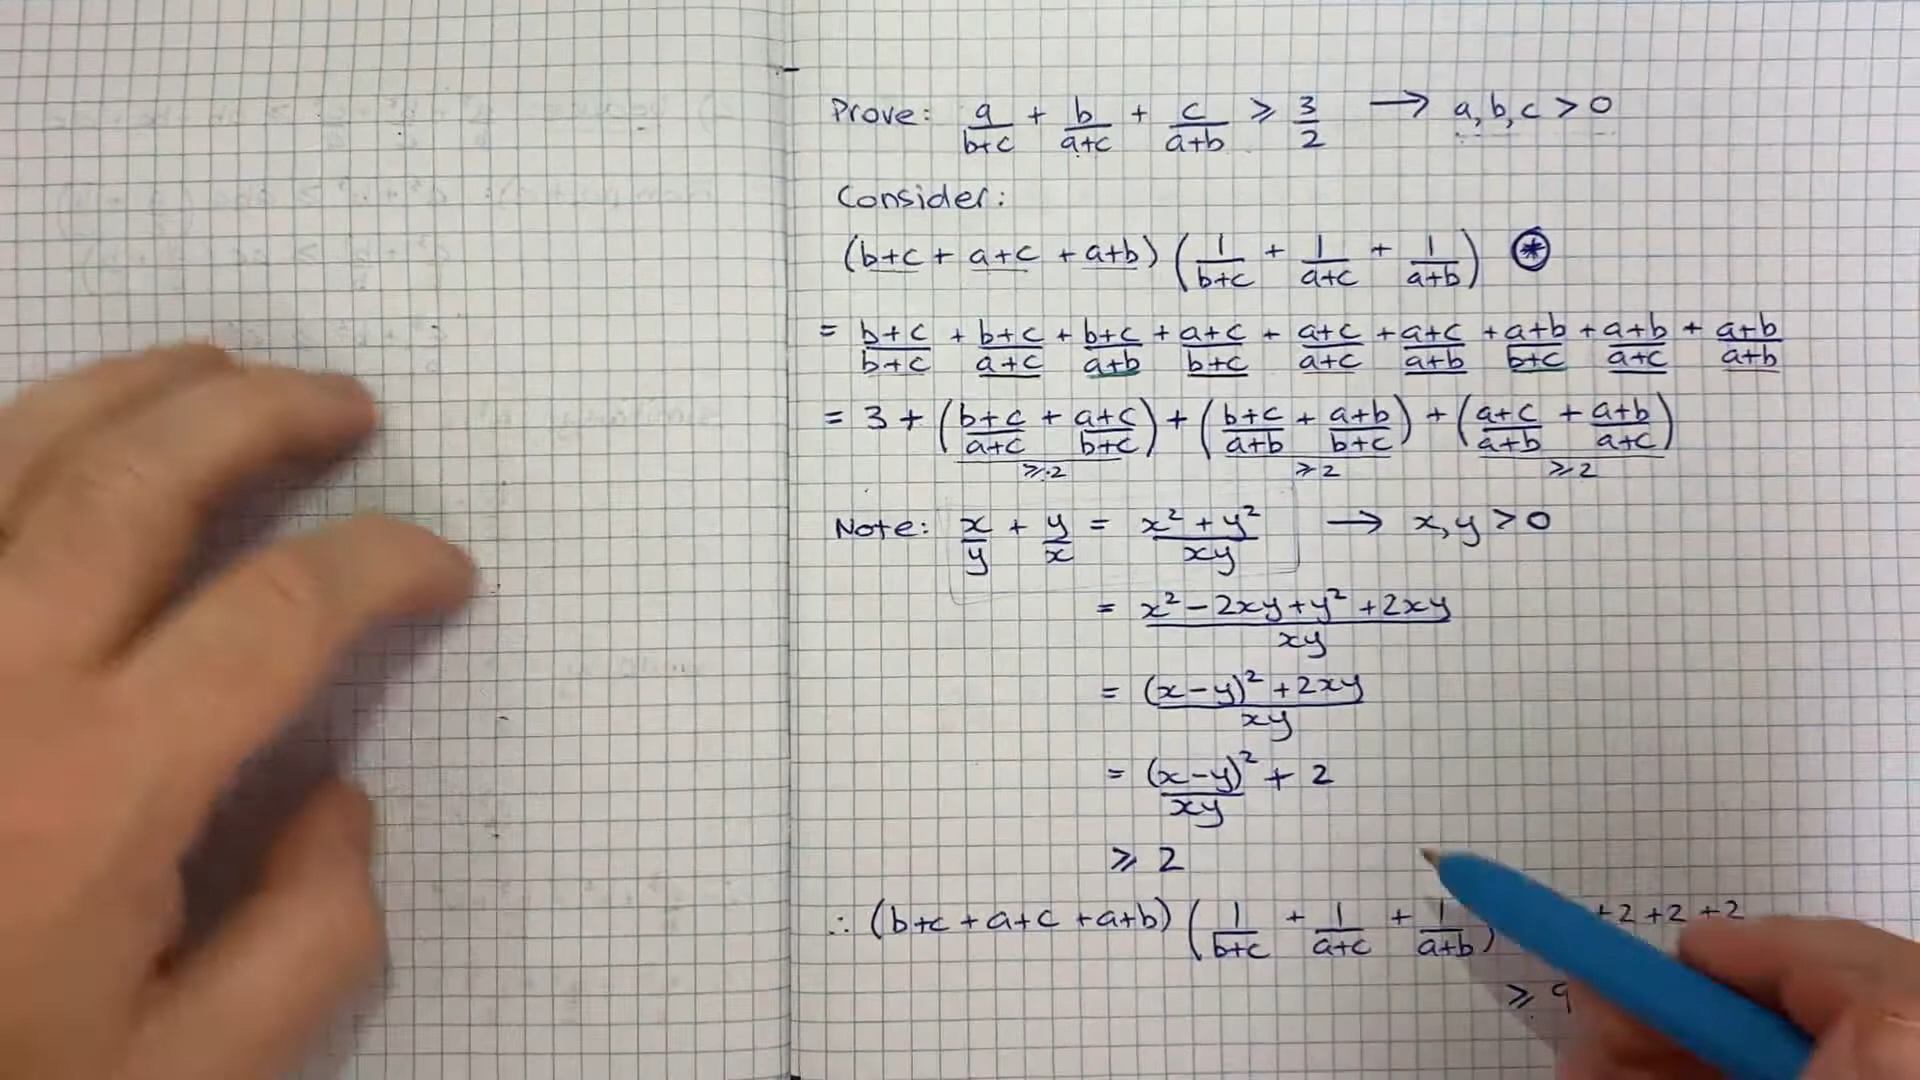 Prove: a/(b+c) + b/(a+c) + c/(a+b) ⩾ 3/2 → a, b, c > 0
Consider:
(b+c + a+c + a+b) (1/(b+c) + 1/(a+c) + 1/(a+b)) ⊛
= (b+c)/(b+c) + (b+c)/(a+c) + (b+c)/(a+b) + (a+c)/(b+c) + (a+c)/(a+c) + (a+c)/(a+b) + (a+b)/(b+c) + (a+b)/(a+c) + (a+b)/(a+b)
= 3 + ((b+c)/(a+c) + (a+c)/(b+c)) + ((b+c)/(a+b) + (a+b)/(b+c)) + ((a+c)/(a+b) + (a+b)/(a+c))
⩾ 2 ⩾ 2 ⩾ 2
Note: x/y + y/x = (x² + y²)/(xy) → x, y > 0
= (x² − 2xy + y² + 2xy)/(xy)
= ((x−y)² + 2xy)/(xy)
= (x−y)²/(xy) + 2
⩾ 2
∴ (b+c + a+c + a+b) (1/(b+c) + 1/(a+c) + 1/(a+b)) +2 +2 +2
⩾ 9